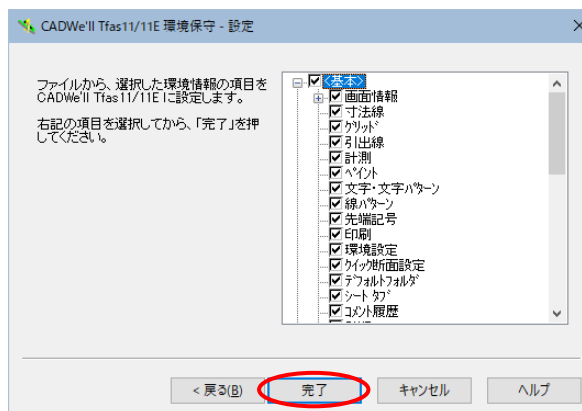 CADWe'll Tfas11/11E 環境保守 - 設定
ファイルから、選択した環境情報の項目を
CADWe'll Tfas11/11Eに設定します。
右記の項目を選択してから、「完了」を押
してください。
<基本>
画面情報
寸法線
グリッド
引出線
計測
ペイント
文字・文字パターン
線パターン
先端記号
印刷
環境設定
クイック断面設定
デフォルトフォルダ
シートタブ
コメント履歴
< 戻る(B)
完了
キャンセル
ヘルプ